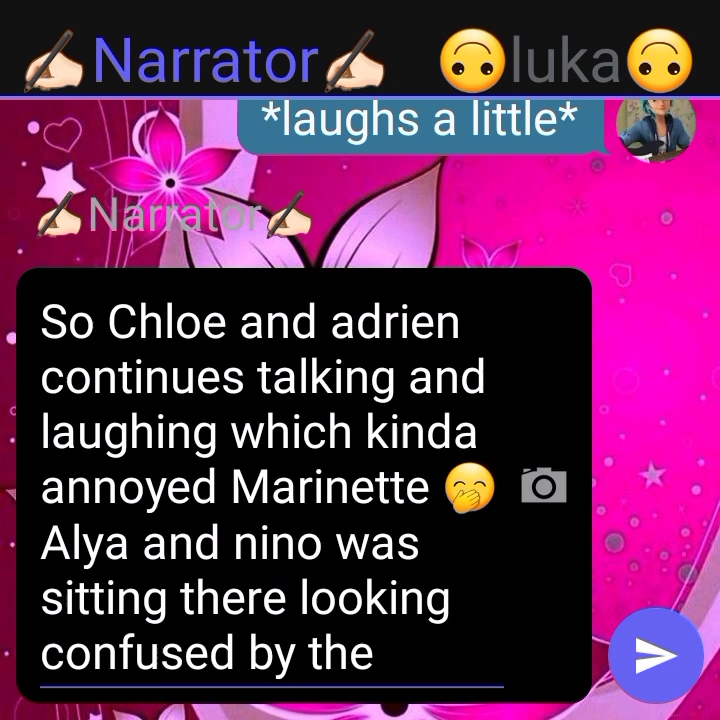 ✍🏻Narrator✍🏻 🙃luka🙃
*laughs a little*
✍🏻Narrator✍🏻
So Chloe and adrien
continues talking and
laughing which kinda
annoyed Marinette 🤭
Alya and nino was
sitting there looking
confused by the